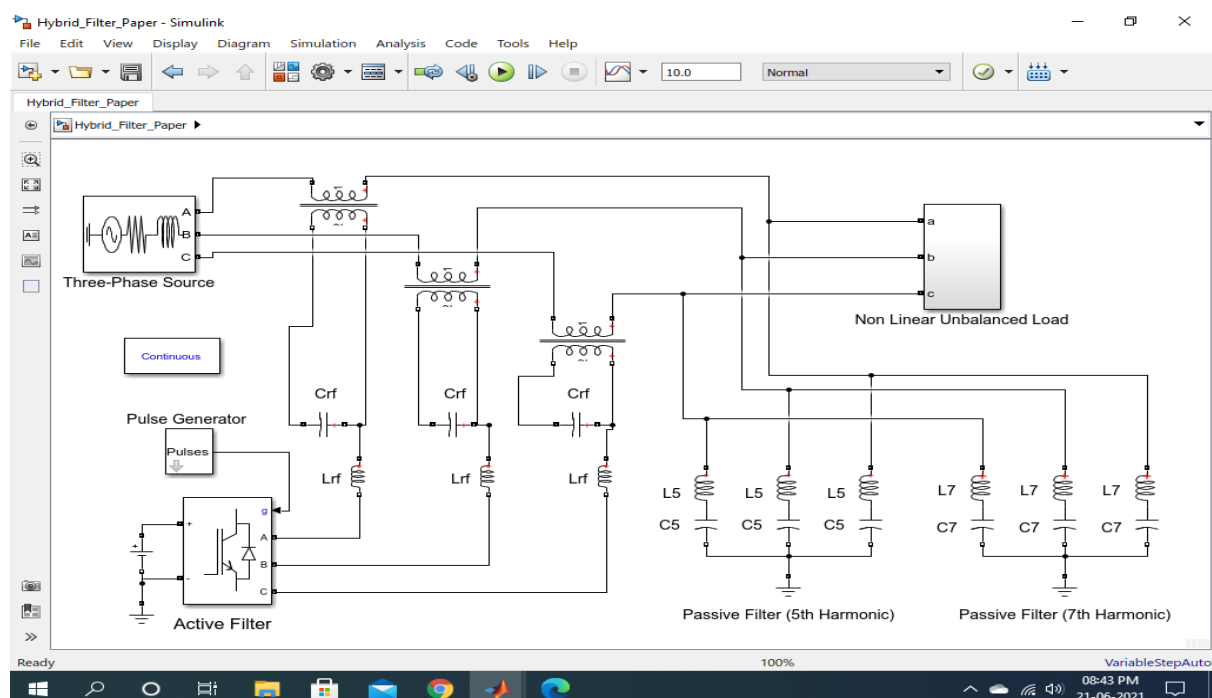 Hybrid_Filter_Paper - Simulink
File Edit View Display Diagram Simulation Analysis Code Tools Help
10.0 Normal
Hybrid_Filter_Paper
Hybrid_Filter_Paper
A
B
C
Three-Phase Source
a
b
c
Non Linear Unbalanced Load
Continuous
Crf Crf Crf
Pulse Generator
Pulses
Lrf Lrf Lrf
g
+
A
B
-
C
+
Active Filter
L5 L5 L5 L7 L7 L7
C5 C5 C5 C7 C7 C7
Passive Filter (5th Harmonic) Passive Filter (7th Harmonic)
Ready 100% VariableStepAuto
08:43 PM
21-06-2021